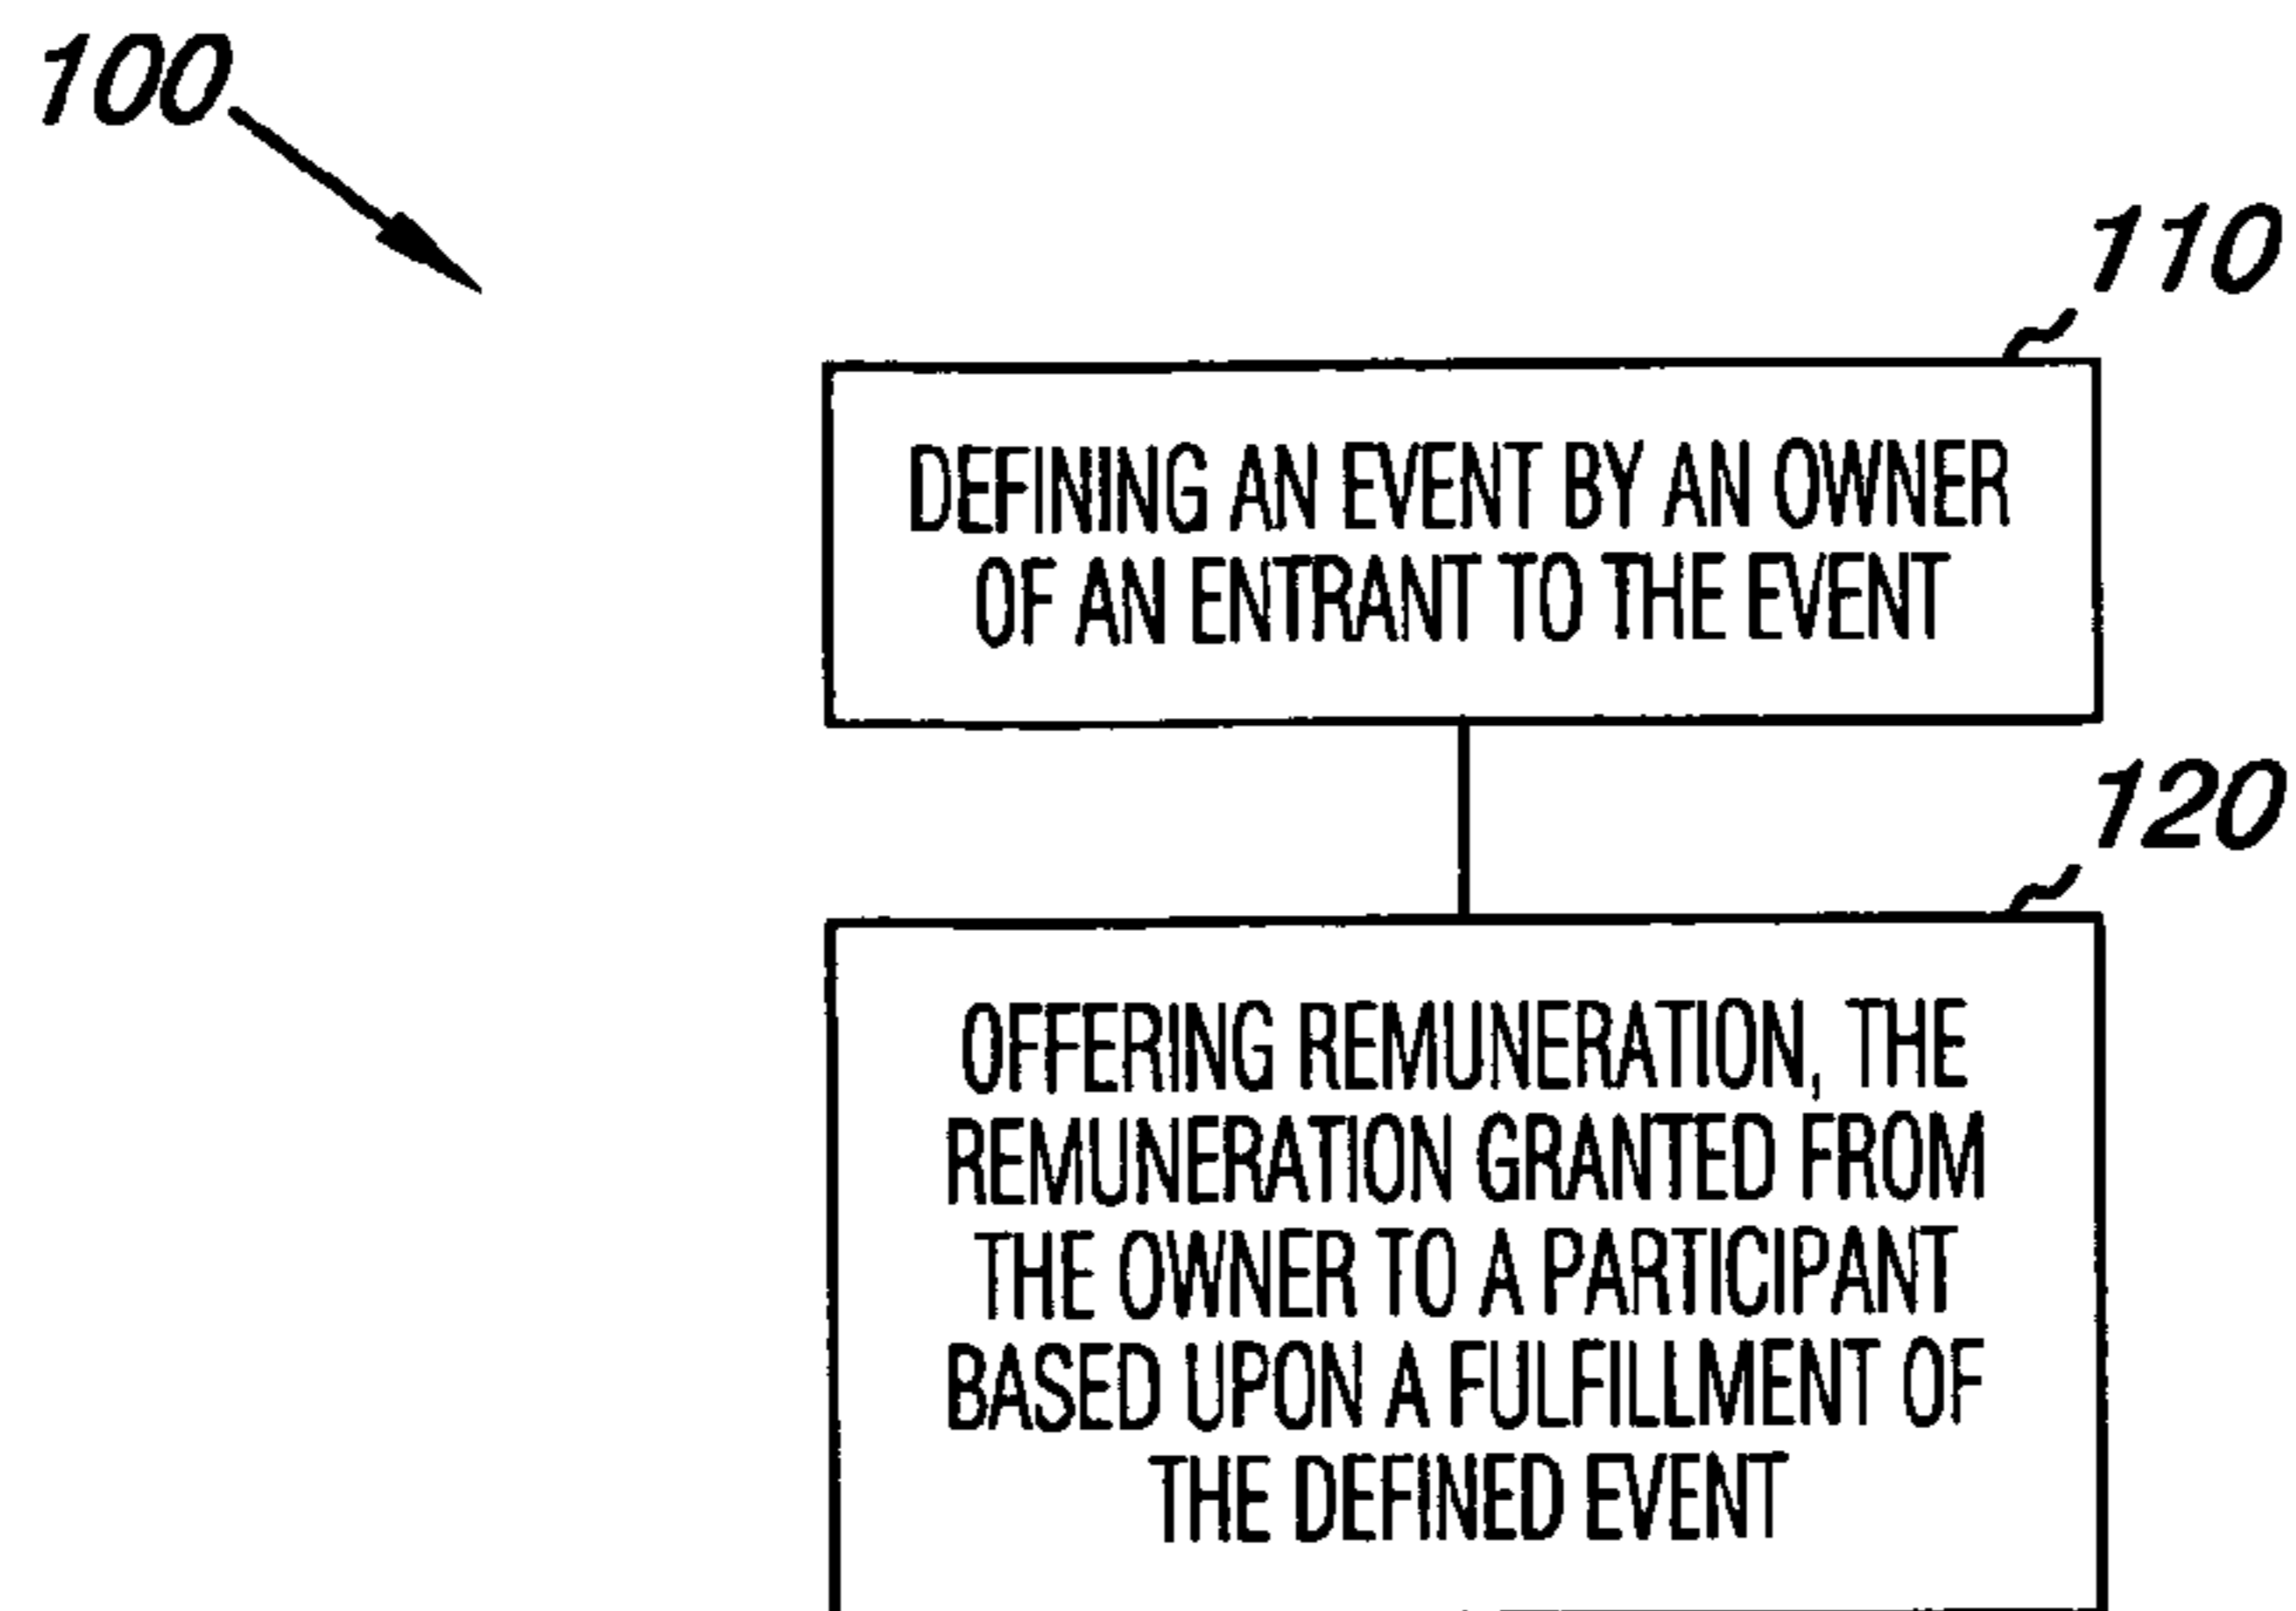 100
110
DEFINING AN EVENT BY AN OWNER
OF AN ENTRANT TO THE EVENT
120
OFFERING REMUNERATION, THE
REMUNERATION GRANTED FROM
THE OWNER TO A PARTICIPANT
BASED UPON A FULFILLMENT OF
THE DEFINED EVENT